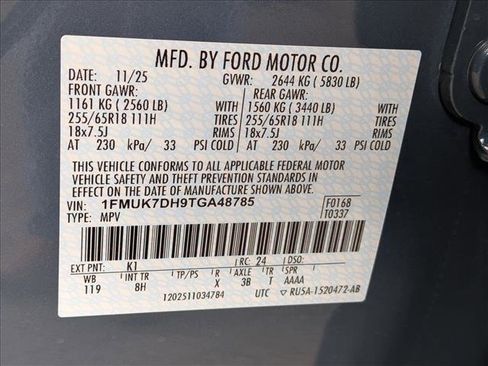 MFD. BY FORD MOTOR CO.
DATE: 11/25 GVWR: 2644 KG ( 5830 LB)
FRONT GAWR: REAR GAWR:
1161 KG ( 2560 LB) WITH 1560 KG ( 3440 LB) WITH
255/65R18 111H TIRES 255/65R18 111H TIRES
18x7.5J RIMS 18x7.5J RIMS
AT 230 kPa/ 33 PSI COLD AT 230 kPa/ 33 PSI COLD
THIS VEHICLE CONFORMS TO ALL APPLICABLE FEDERAL MOTOR
VEHICLE SAFETY AND THEFT PREVENTION STANDARDS IN
EFFECT ON THE DATE OF MANUFACTURE SHOWN ABOVE.
VIN: 1FMUK7DH9TGA48785 F0168
TYPE: MPV T0337
EXT PNT: K1 RC: 24 DSO:
WB INT TR TP/PS R AXLE TR SPR
119 8H X 3B T AAAA
1202511034784 UTC RU5A-1520472-AB